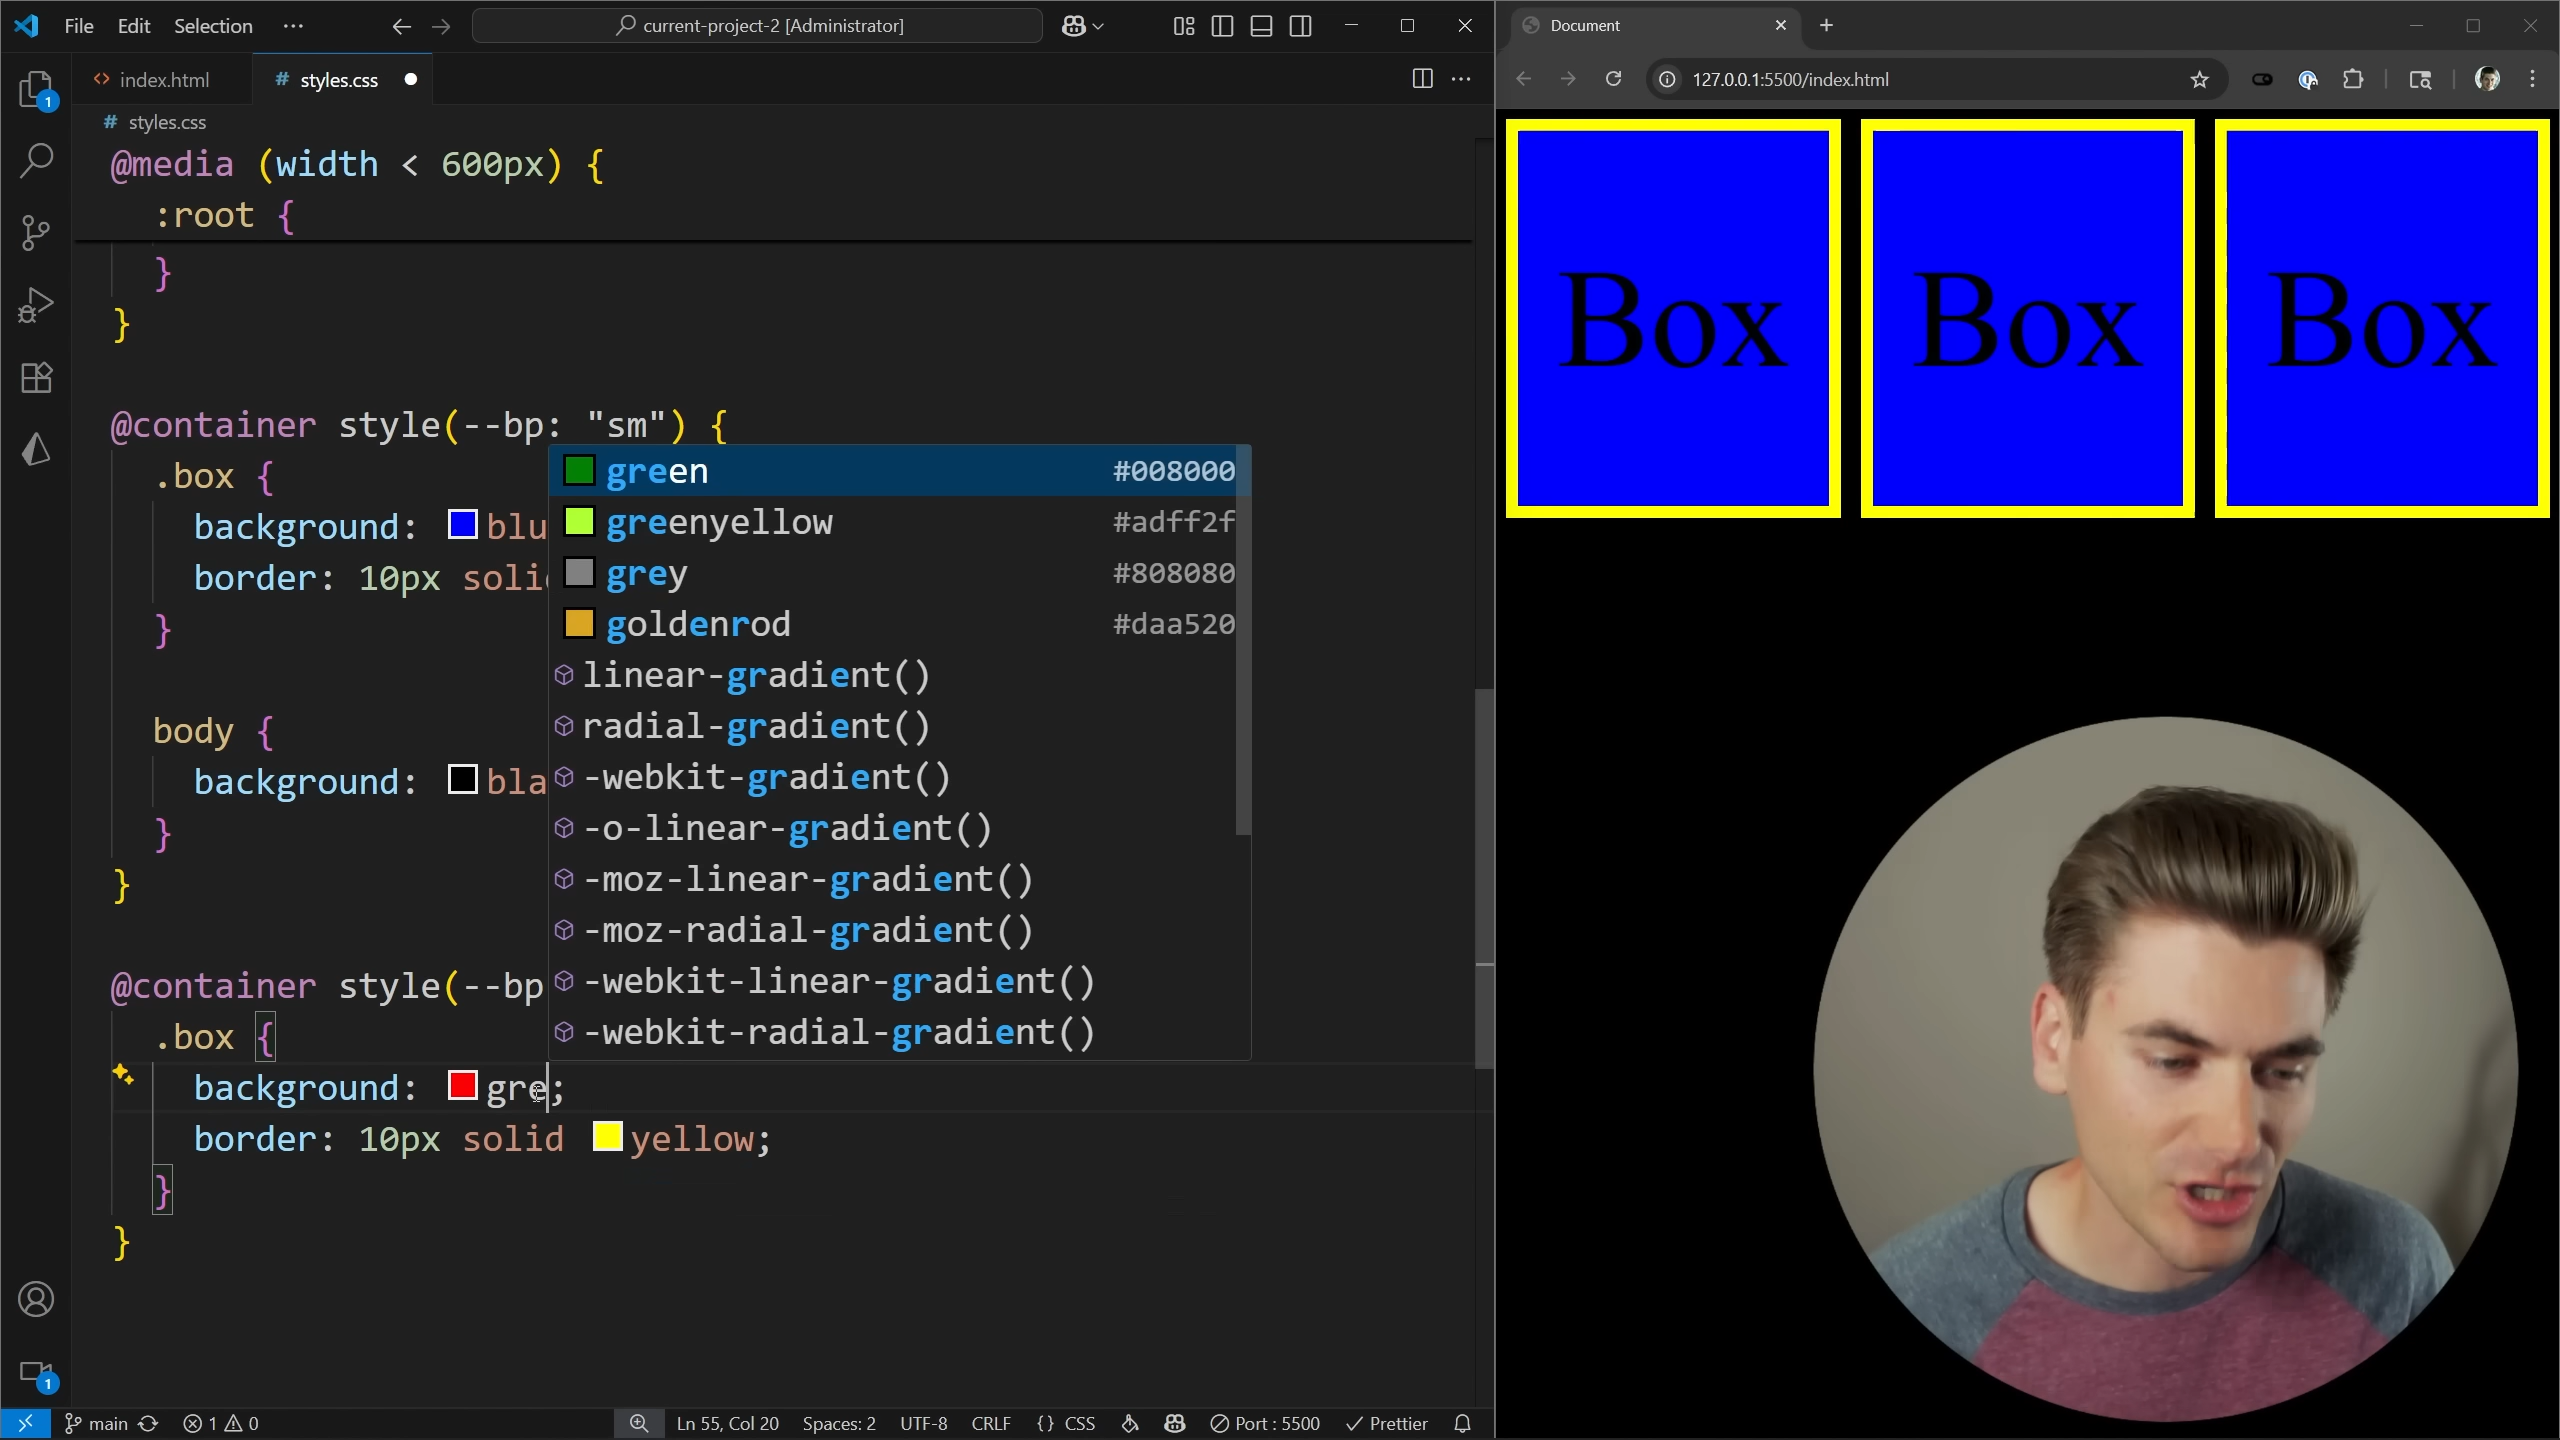 File Edit Selection ···
current-project-2 [Administrator]
index.html
# styles.css
# styles.css
@media (width < 600px) {
:root {
}
}
@container style(--bp: "sm") {
.box {
background: blu
border: 10px soli
}
body {
background: bla
}
}
@container style(--bp
.box {
background: gre;
border: 10px solid yellow;
}
}
green #008000
greenyellow #adff2f
grey #808080
goldenrod #daa520
linear-gradient()
radial-gradient()
-webkit-gradient()
-o-linear-gradient()
-moz-linear-gradient()
-moz-radial-gradient()
-webkit-linear-gradient()
-webkit-radial-gradient()
1
1
main 1 0
Ln 55, Col 20 Spaces: 2 UTF-8 CRLF {} CSS Port : 5500 Prettier
Document
127.0.0.1:5500/index.html
Box Box Box